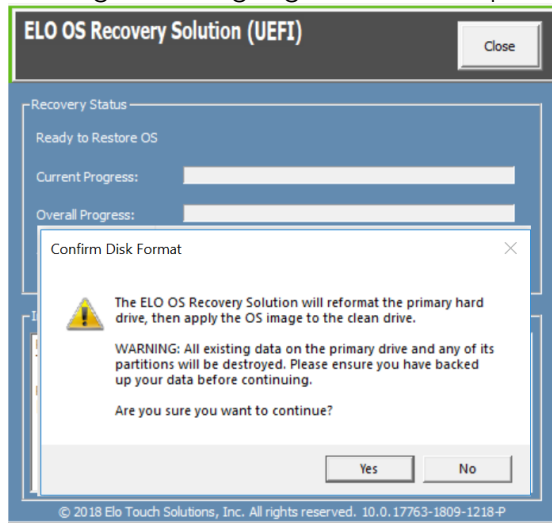 ELO OS Recovery Solution (UEFI)
Close
Recovery Status
Ready to Restore OS
Current Progress:
Overall Progress:
Confirm Disk Format
The ELO OS Recovery Solution will reformat the primary hard
drive, then apply the OS image to the clean drive.
WARNING: All existing data on the primary drive and any of its
partitions will be destroyed. Please ensure you have backed
up your data before continuing.
Are you sure you want to continue?
Yes
No
© 2018 Elo Touch Solutions, Inc. All rights reserved. 10.0.17763-1809-1218-P